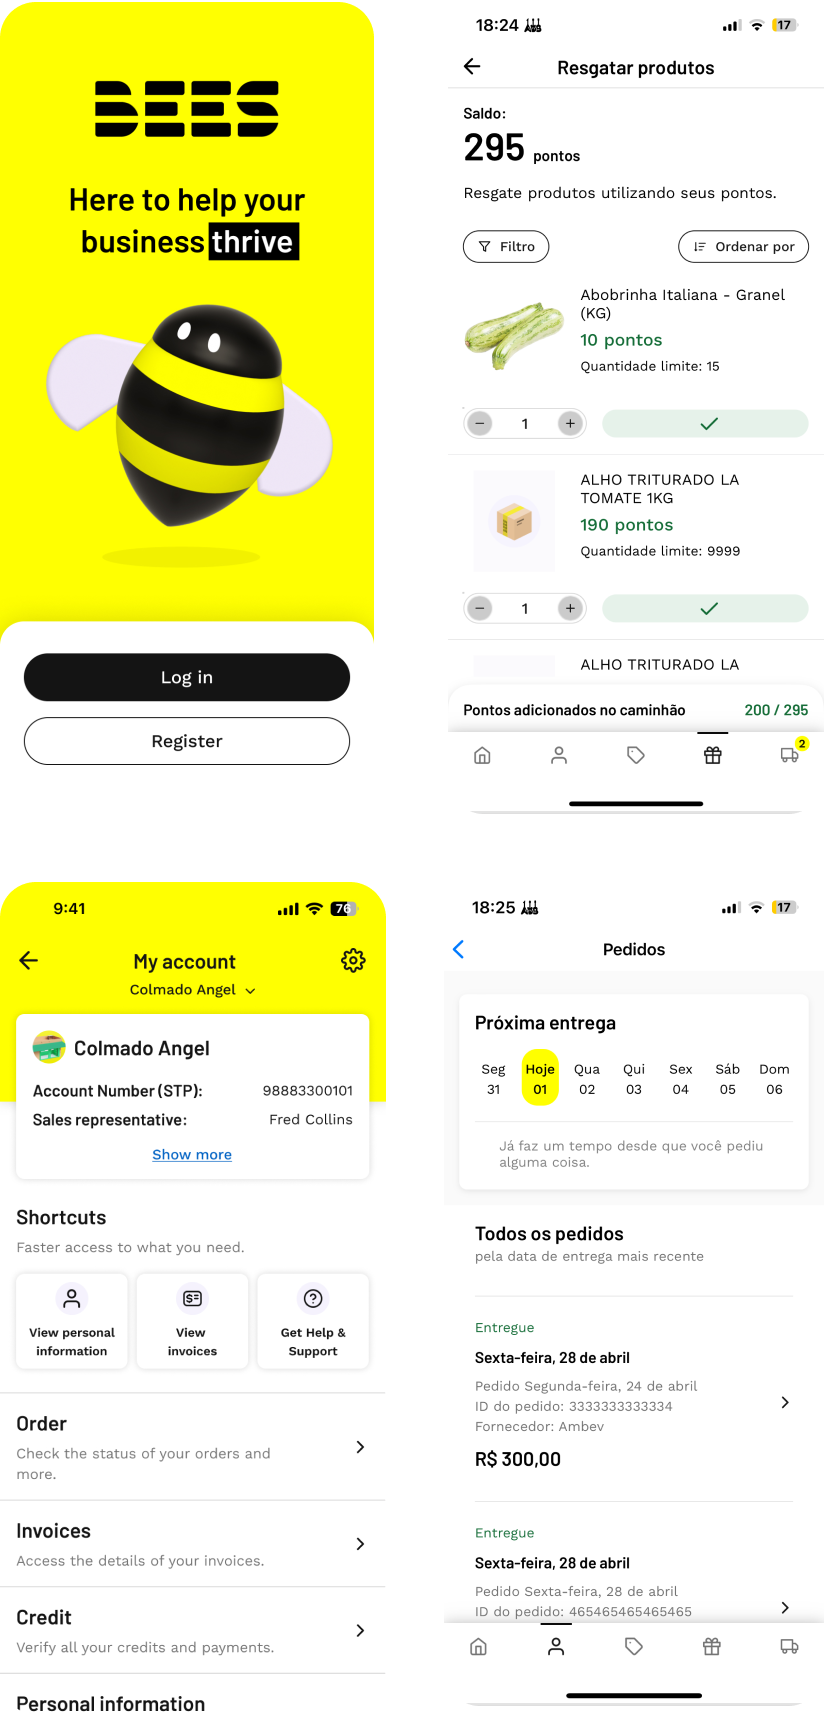 BEES
Here to help your
business thrive
Log in
Register
18:24
17
Resgatar produtos
Saldo:
295 pontos
Resgate produtos utilizando seus pontos.
Filtro
Ordenar por
Abobrinha Italiana - Granel
(KG)
10 pontos
Quantidade limite: 15
1
ALHO TRITURADO LA
TOMATE 1KG
190 pontos
Quantidade limite: 9999
1
ALHO TRITURADO LA
Pontos adicionados no caminhão 200 / 295
2
9:41
76
My account
Colmado Angel
Colmado Angel
Account Number (STP): 98883300101
Sales representative: Fred Collins
Show more
Shortcuts
Faster access to what you need.
View personal
information
View
invoices
Get Help &
Support
Order
Check the status of your orders and
more.
Invoices
Access the details of your invoices.
Credit
Verify all your credits and payments.
Personal information
18:25
17
Pedidos
Próxima entrega
Seg Hoje Qua Qui Sex Sáb Dom
31 01 02 03 04 05 06
Já faz um tempo desde que você pediu
alguma coisa.
Todos os pedidos
pela data de entrega mais recente
Entregue
Sexta-feira, 28 de abril
Pedido Segunda-feira, 24 de abril
ID do pedido: 3333333333334
Fornecedor: Ambev
R$ 300,00
Entregue
Sexta-feira, 28 de abril
Pedido Sexta-feira, 28 de abril
ID do pedido: 465465465465465